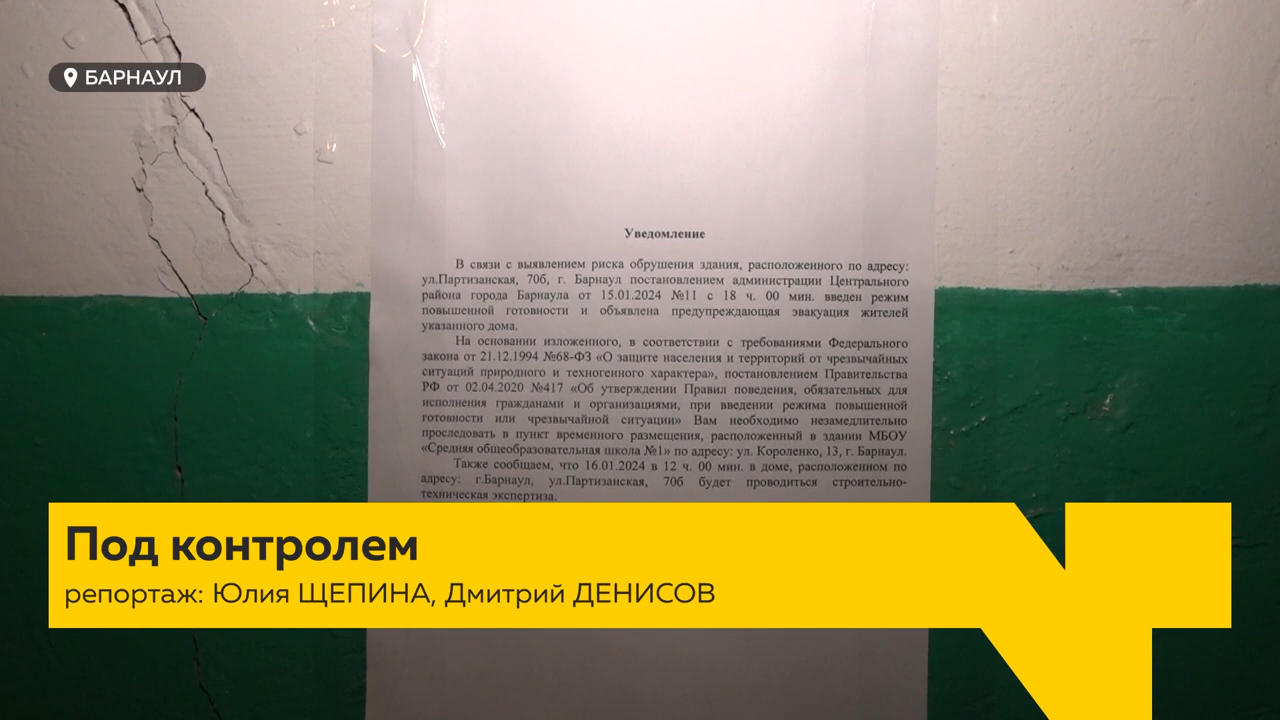 БАРНАУЛ
Уведомление
В связи с выявлением риска обрушения здания, расположенного по адресу:
ул.Партизанская, 70б, г. Барнаул постановлением администрации Центрального
района города Барнаула от 15.01.2024 №11 с 18 ч. 00 мин. введен режим
повышенной готовности и объявлена предупреждающая эвакуация жителей
указанного дома.
На основании изложенного, в соответствии с требованиями Федерального
закона от 21.12.1994 №68-ФЗ «О защите населения и территорий от чрезвычайных
ситуаций природного и техногенного характера», постановлением Правительства
РФ от 02.04.2020 №417 «Об утверждении Правил поведения, обязательных для
исполнения гражданами и организациями, при введении режима повышенной
готовности или чрезвычайной ситуации» Вам необходимо незамедлительно
проследовать в пункт временного размещения, расположенный в здании МБОУ
«Средняя общеобразовательная школа №1» по адресу: ул. Короленко, 13, г. Барнаул.
Также сообщаем, что 16.01.2024 в 12 ч. 00 мин. в доме, расположенном по
адресу: г.Барнаул, ул.Партизанская, 70б будет проводиться строительно-
техническая экспертиза.
Под контролем
репортаж: Юлия ЩЕПИНА, Дмитрий ДЕНИСОВ